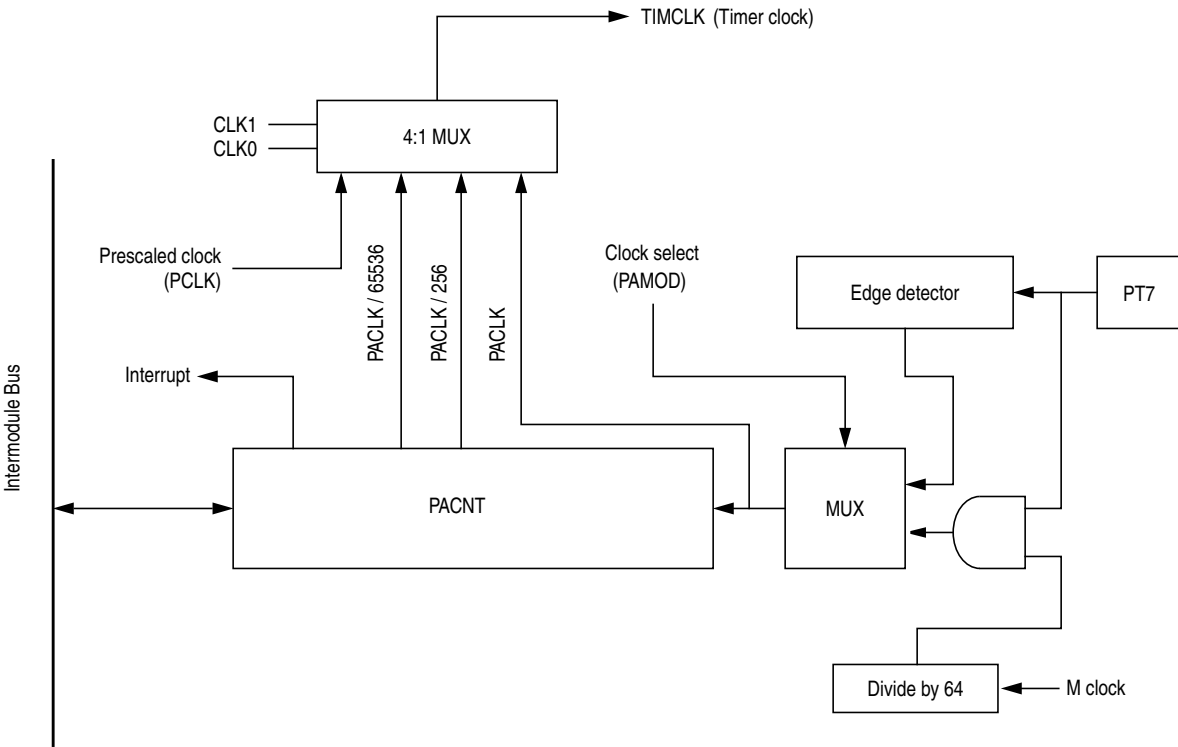 TIMCLK (Timer clock)
CLK1
CLK0
4:1 MUX
Prescaled clock
(PCLK)
PACLK / 65536
PACLK / 256
PACLK
Clock select
(PAMOD)
Edge detector
PT7
Interrupt
Intermodule Bus
PACNT
MUX
Divide by 64
M clock